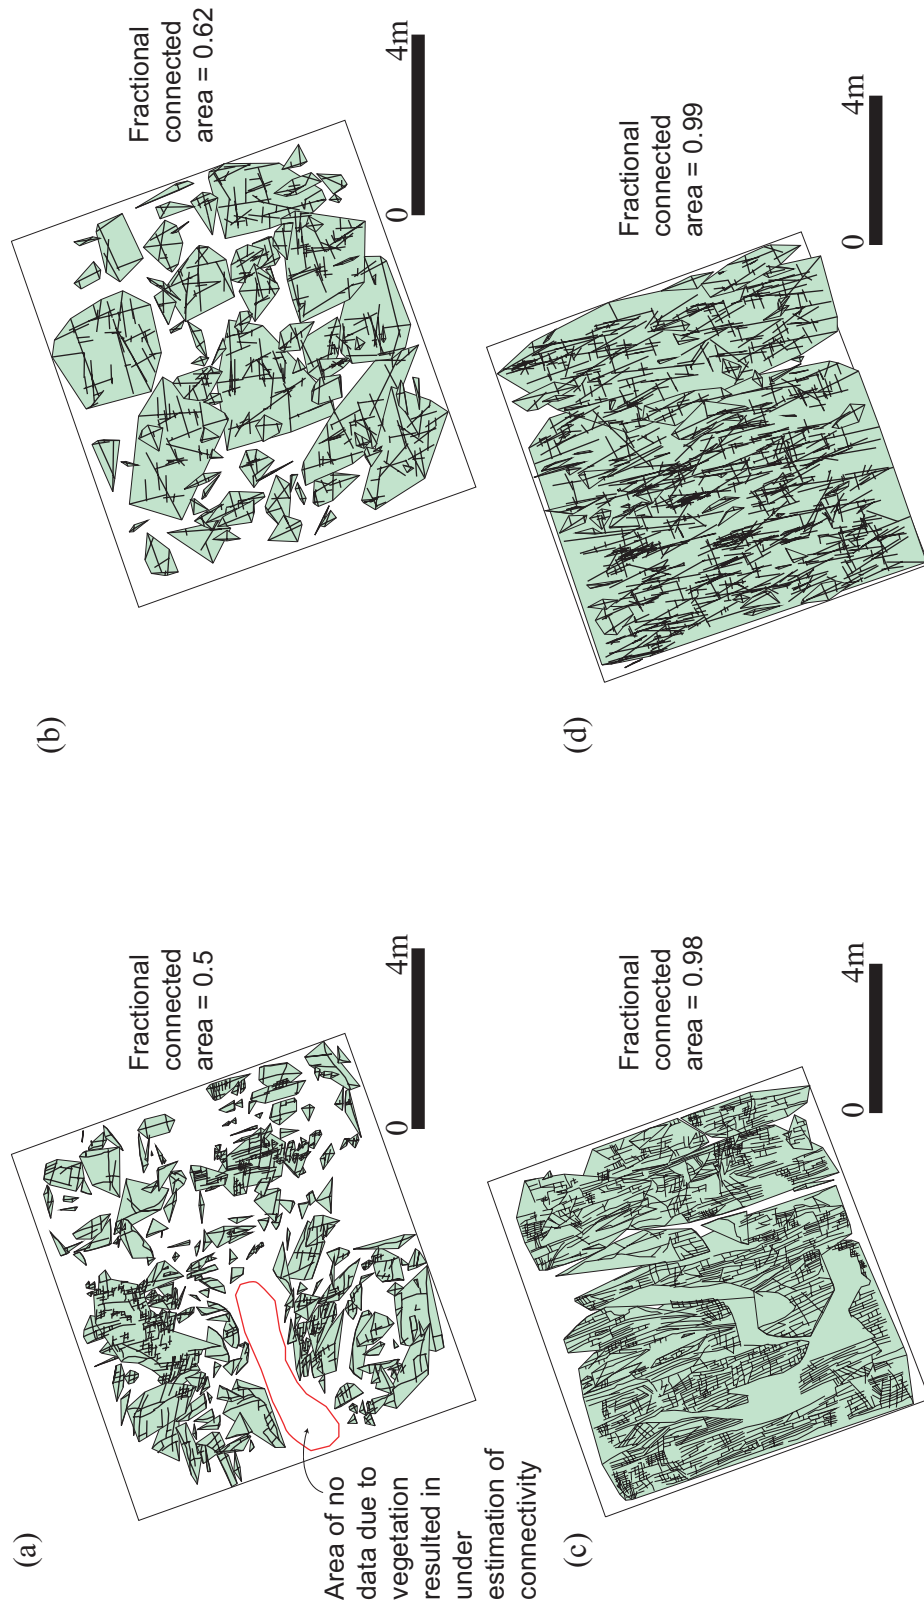 (a)
Fractional
connected
area = 0.5
0 4m
Area of no
data due to
vegetation
resulted in
under
estimation of
connectivity
(b)
Fractional
connected
area = 0.62
0 4m
(c)
Fractional
connected
area = 0.98
0 4m
(d)
Fractional
connected
area = 0.99
0 4m